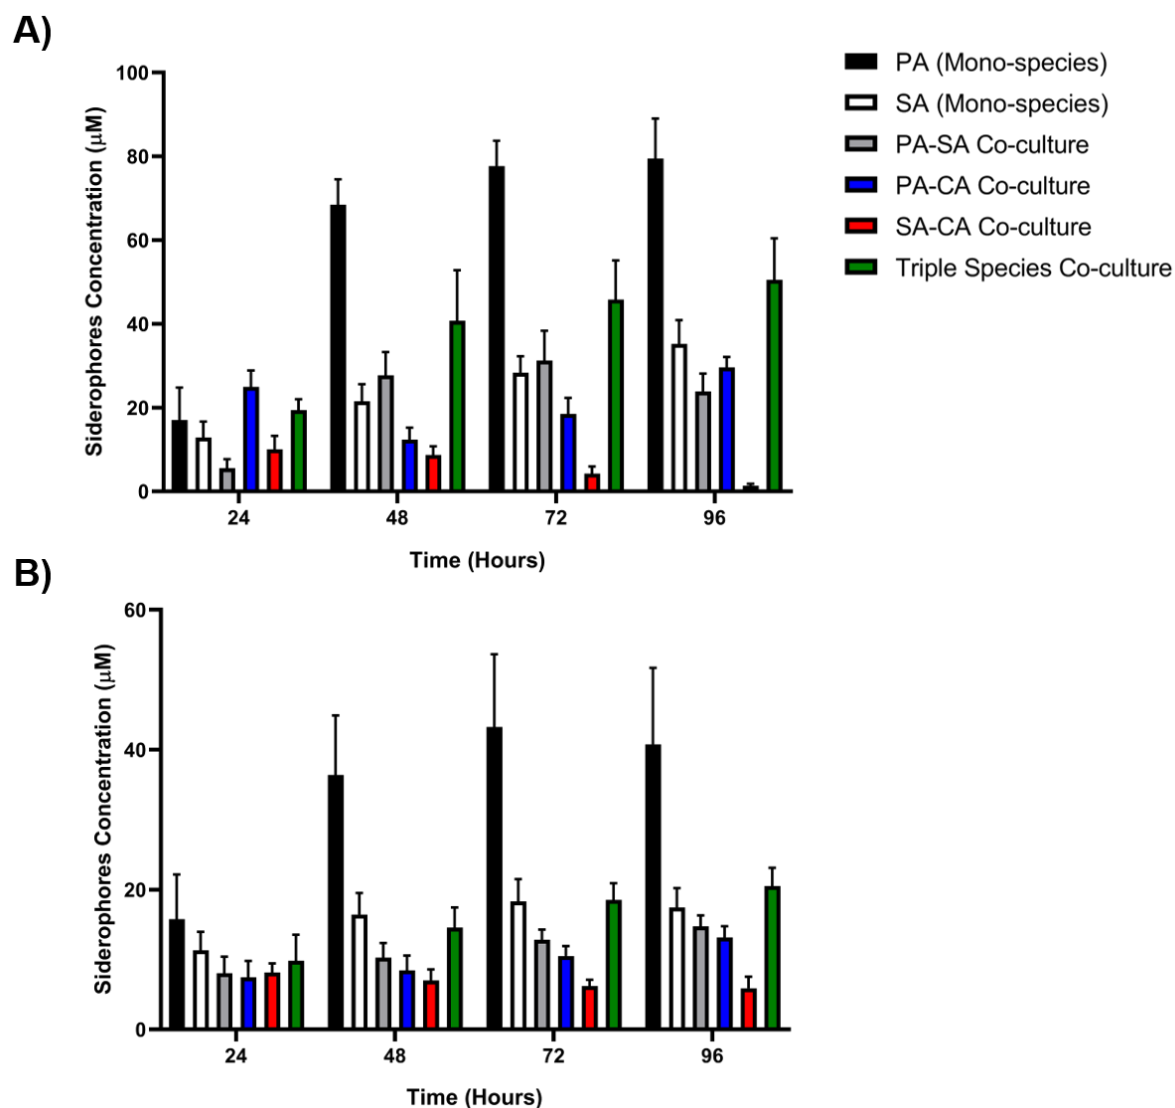 A)
Siderophores Concentration (μM)
100
80
60
40
20
0
24 48 72 96
Time (Hours)
PA (Mono-species)
SA (Mono-species)
PA-SA Co-culture
PA-CA Co-culture
SA-CA Co-culture
Triple Species Co-culture
B)
Siderophores Concentration (μM)
60
40
20
0
24 48 72 96
Time (Hours)